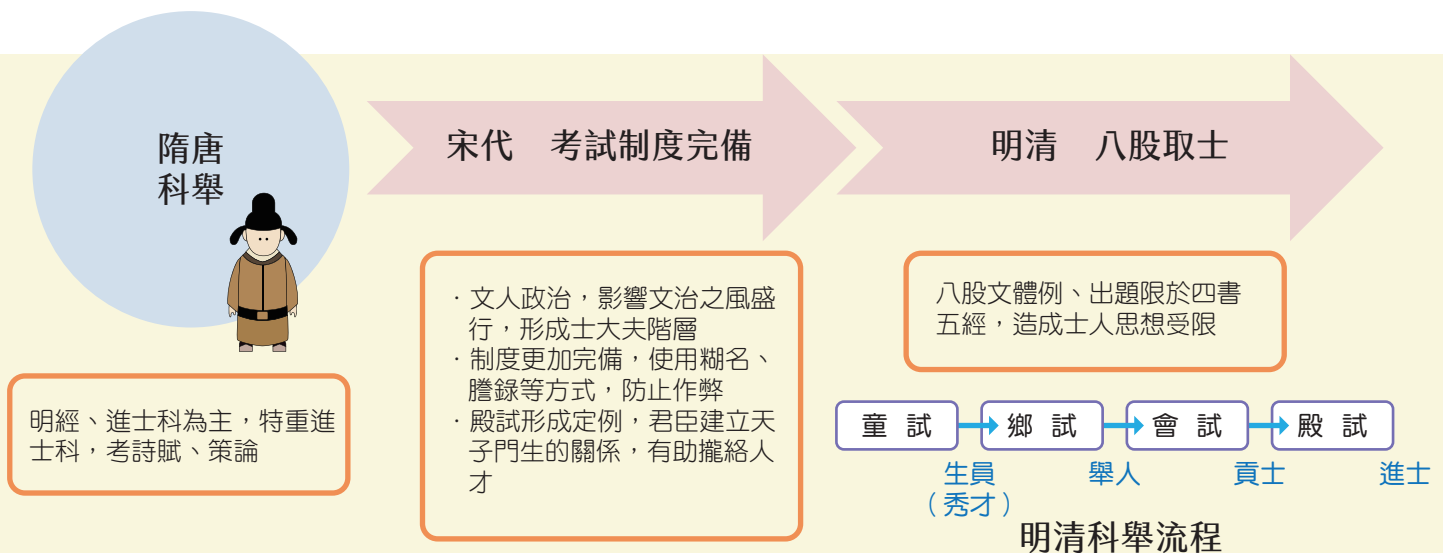 隋唐
科舉
明經、進士科為主，特重進
士科，考詩賦、策論
宋代　考試制度完備
· 文人政治，影響文治之風盛
行，形成士大夫階層
· 制度更加完備，使用糊名、
謄錄等方式，防止作弊
· 殿試形成定例，君臣建立天
子門生的關係，有助攏絡人
才
明清　八股取士
八股文體例、出題限於四書
五經，造成士人思想受限
童試 鄉試 會試 殿試
生員 舉人 貢士 進士
（秀才）
明清科舉流程